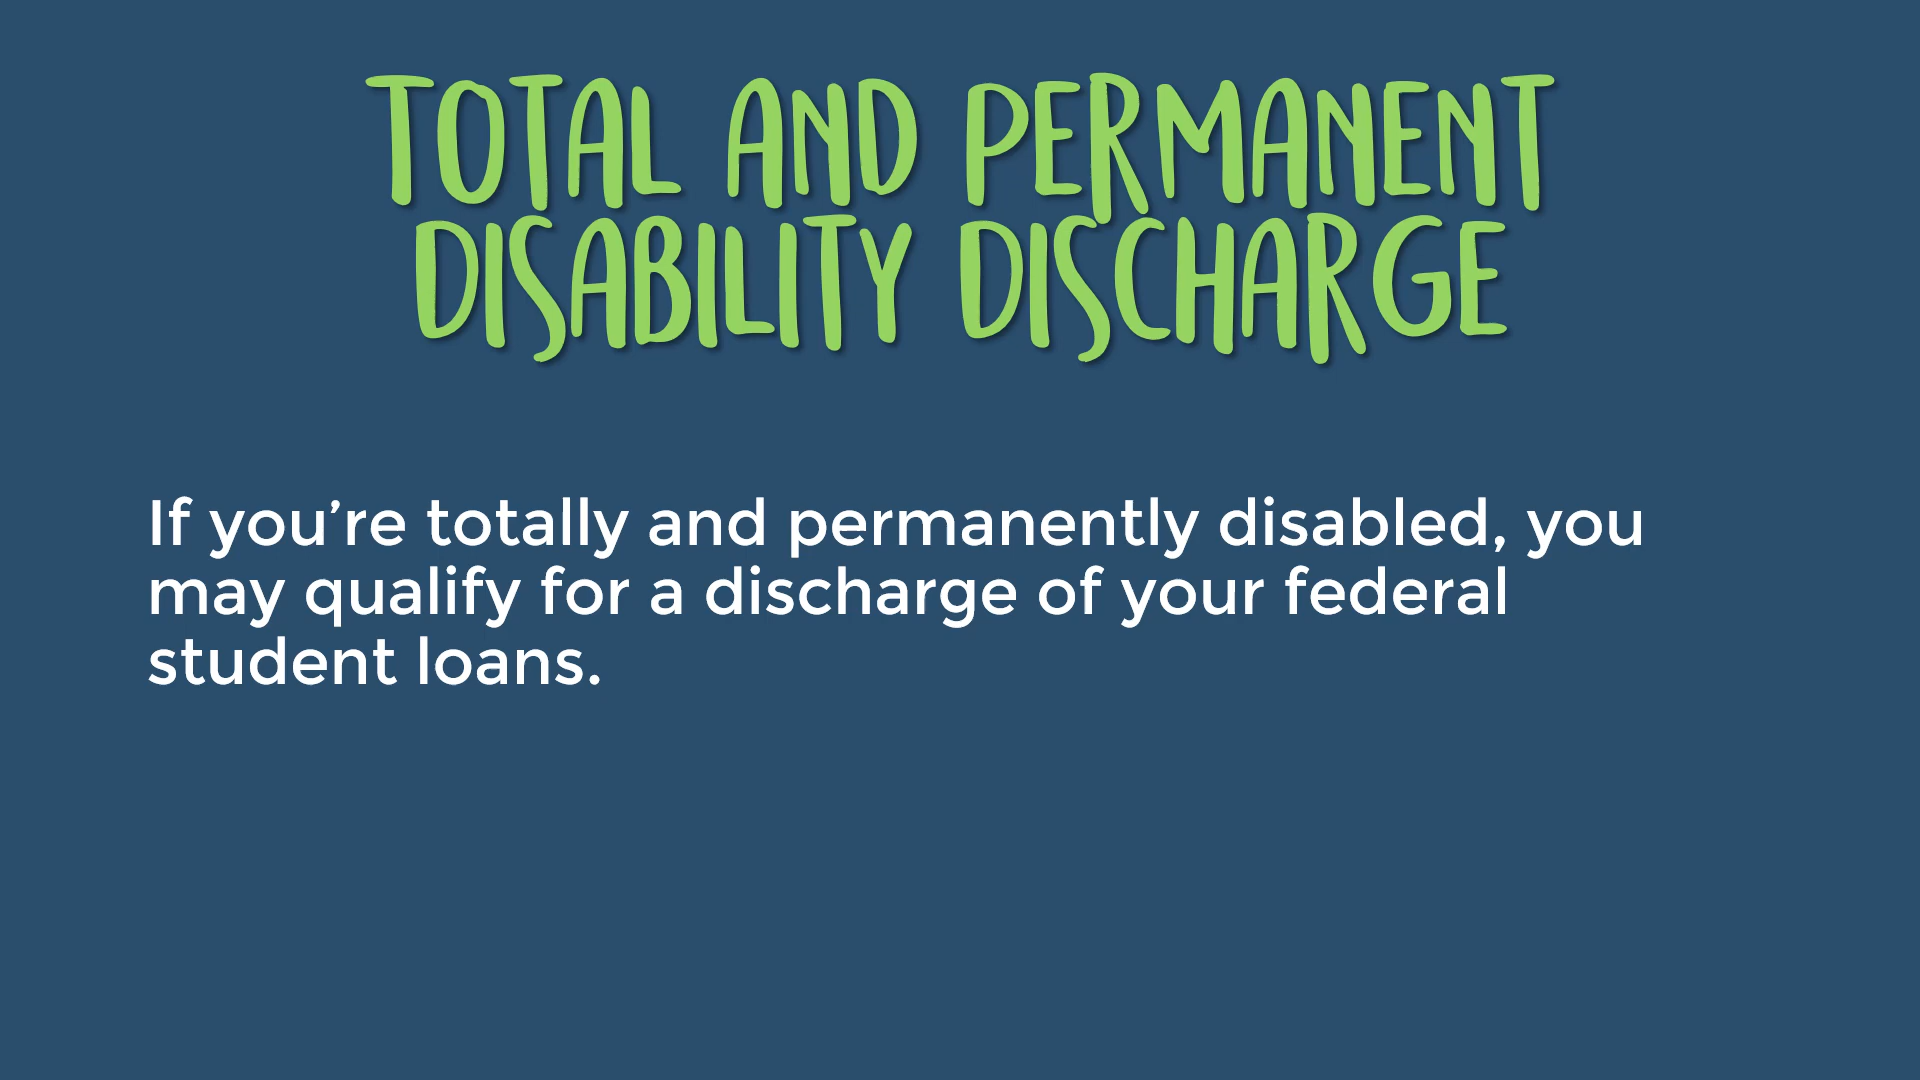 TOTAL AND PERMANENT
DISABILITY DISCHARGE
If you’re totally and permanently disabled, you
may qualify for a discharge of your federal
student loans.